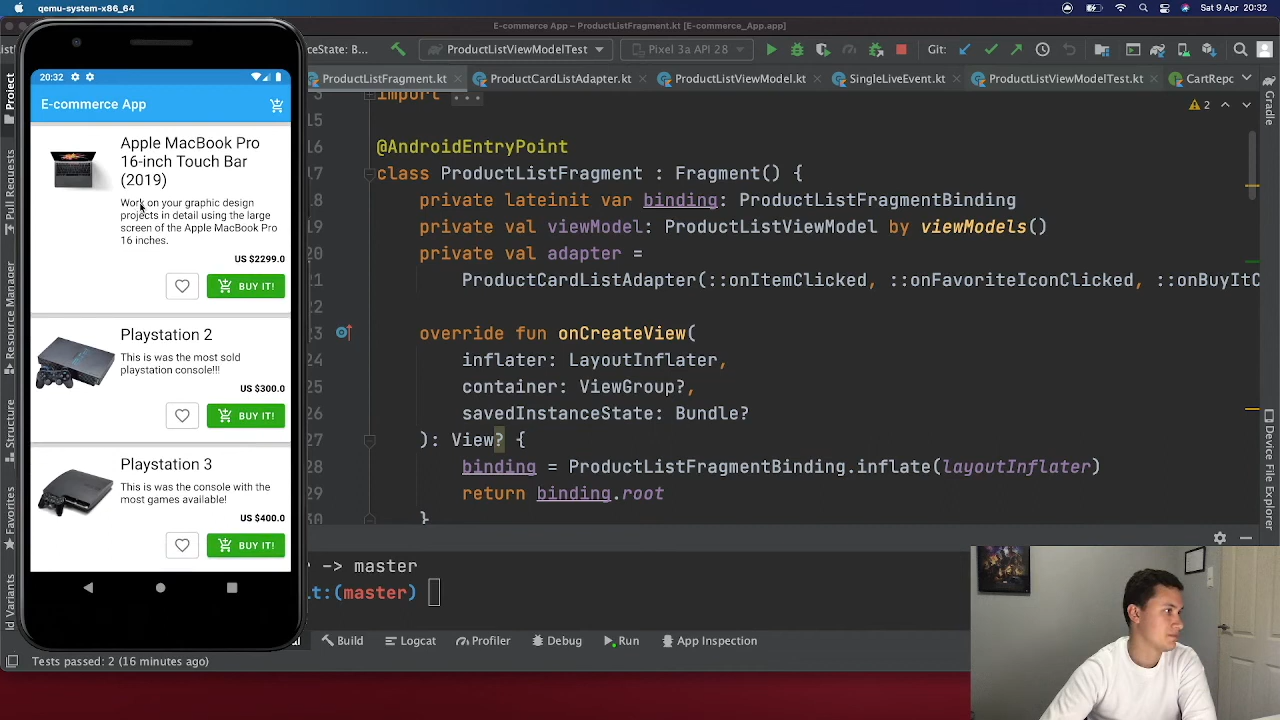 qemu-system-x86_64
Sat 9 Apr 20:32
E-commerce App – ProductListFragment.kt [E-commerce_App.app]
ceState: B...
ProductListViewModelTest
Pixel 3a API 28
Git:
ProductListFragment.kt
ProductCardListAdapter.kt
ProductListViewModel.kt
SingleLiveEvent.kt
ProductListViewModelTest.kt
CartRepc
20:32
E-commerce App
Apple MacBook Pro
16-inch Touch Bar
(2019)
Work on your graphic design
projects in detail using the large
screen of the Apple MacBook Pro
16 inches.
US $2299.0
BUY IT!
Playstation 2
This is was the most sold
playstation console!!!
US $300.0
BUY IT!
Playstation 3
This is was the console with the
most games available!
US $400.0
BUY IT!
Project
Pull Requests
Resource Manager
Structure
Favorites
ld Variants
import ...
15
16 @AndroidEntryPoint
17 class ProductListFragment : Fragment() {
18 private lateinit var binding: ProductListFragmentBinding
19 private val viewModel: ProductListViewModel by viewModels()
20 private val adapter =
21 ProductCardListAdapter(::onItemClicked, ::onFavoriteIconClicked, ::onBuyItC
22
23 override fun onCreateView(
24 inflater: LayoutInflater,
25 container: ViewGroup?,
26 savedInstanceState: Bundle?
27 ): View? {
28 binding = ProductListFragmentBinding.inflate(layoutInflater)
29 return binding.root
30 }
2
Gradle
Device File Explorer
r -> master
it:(master)
Build
Logcat
Profiler
Debug
Run
App Inspection
Tests passed: 2 (16 minutes ago)